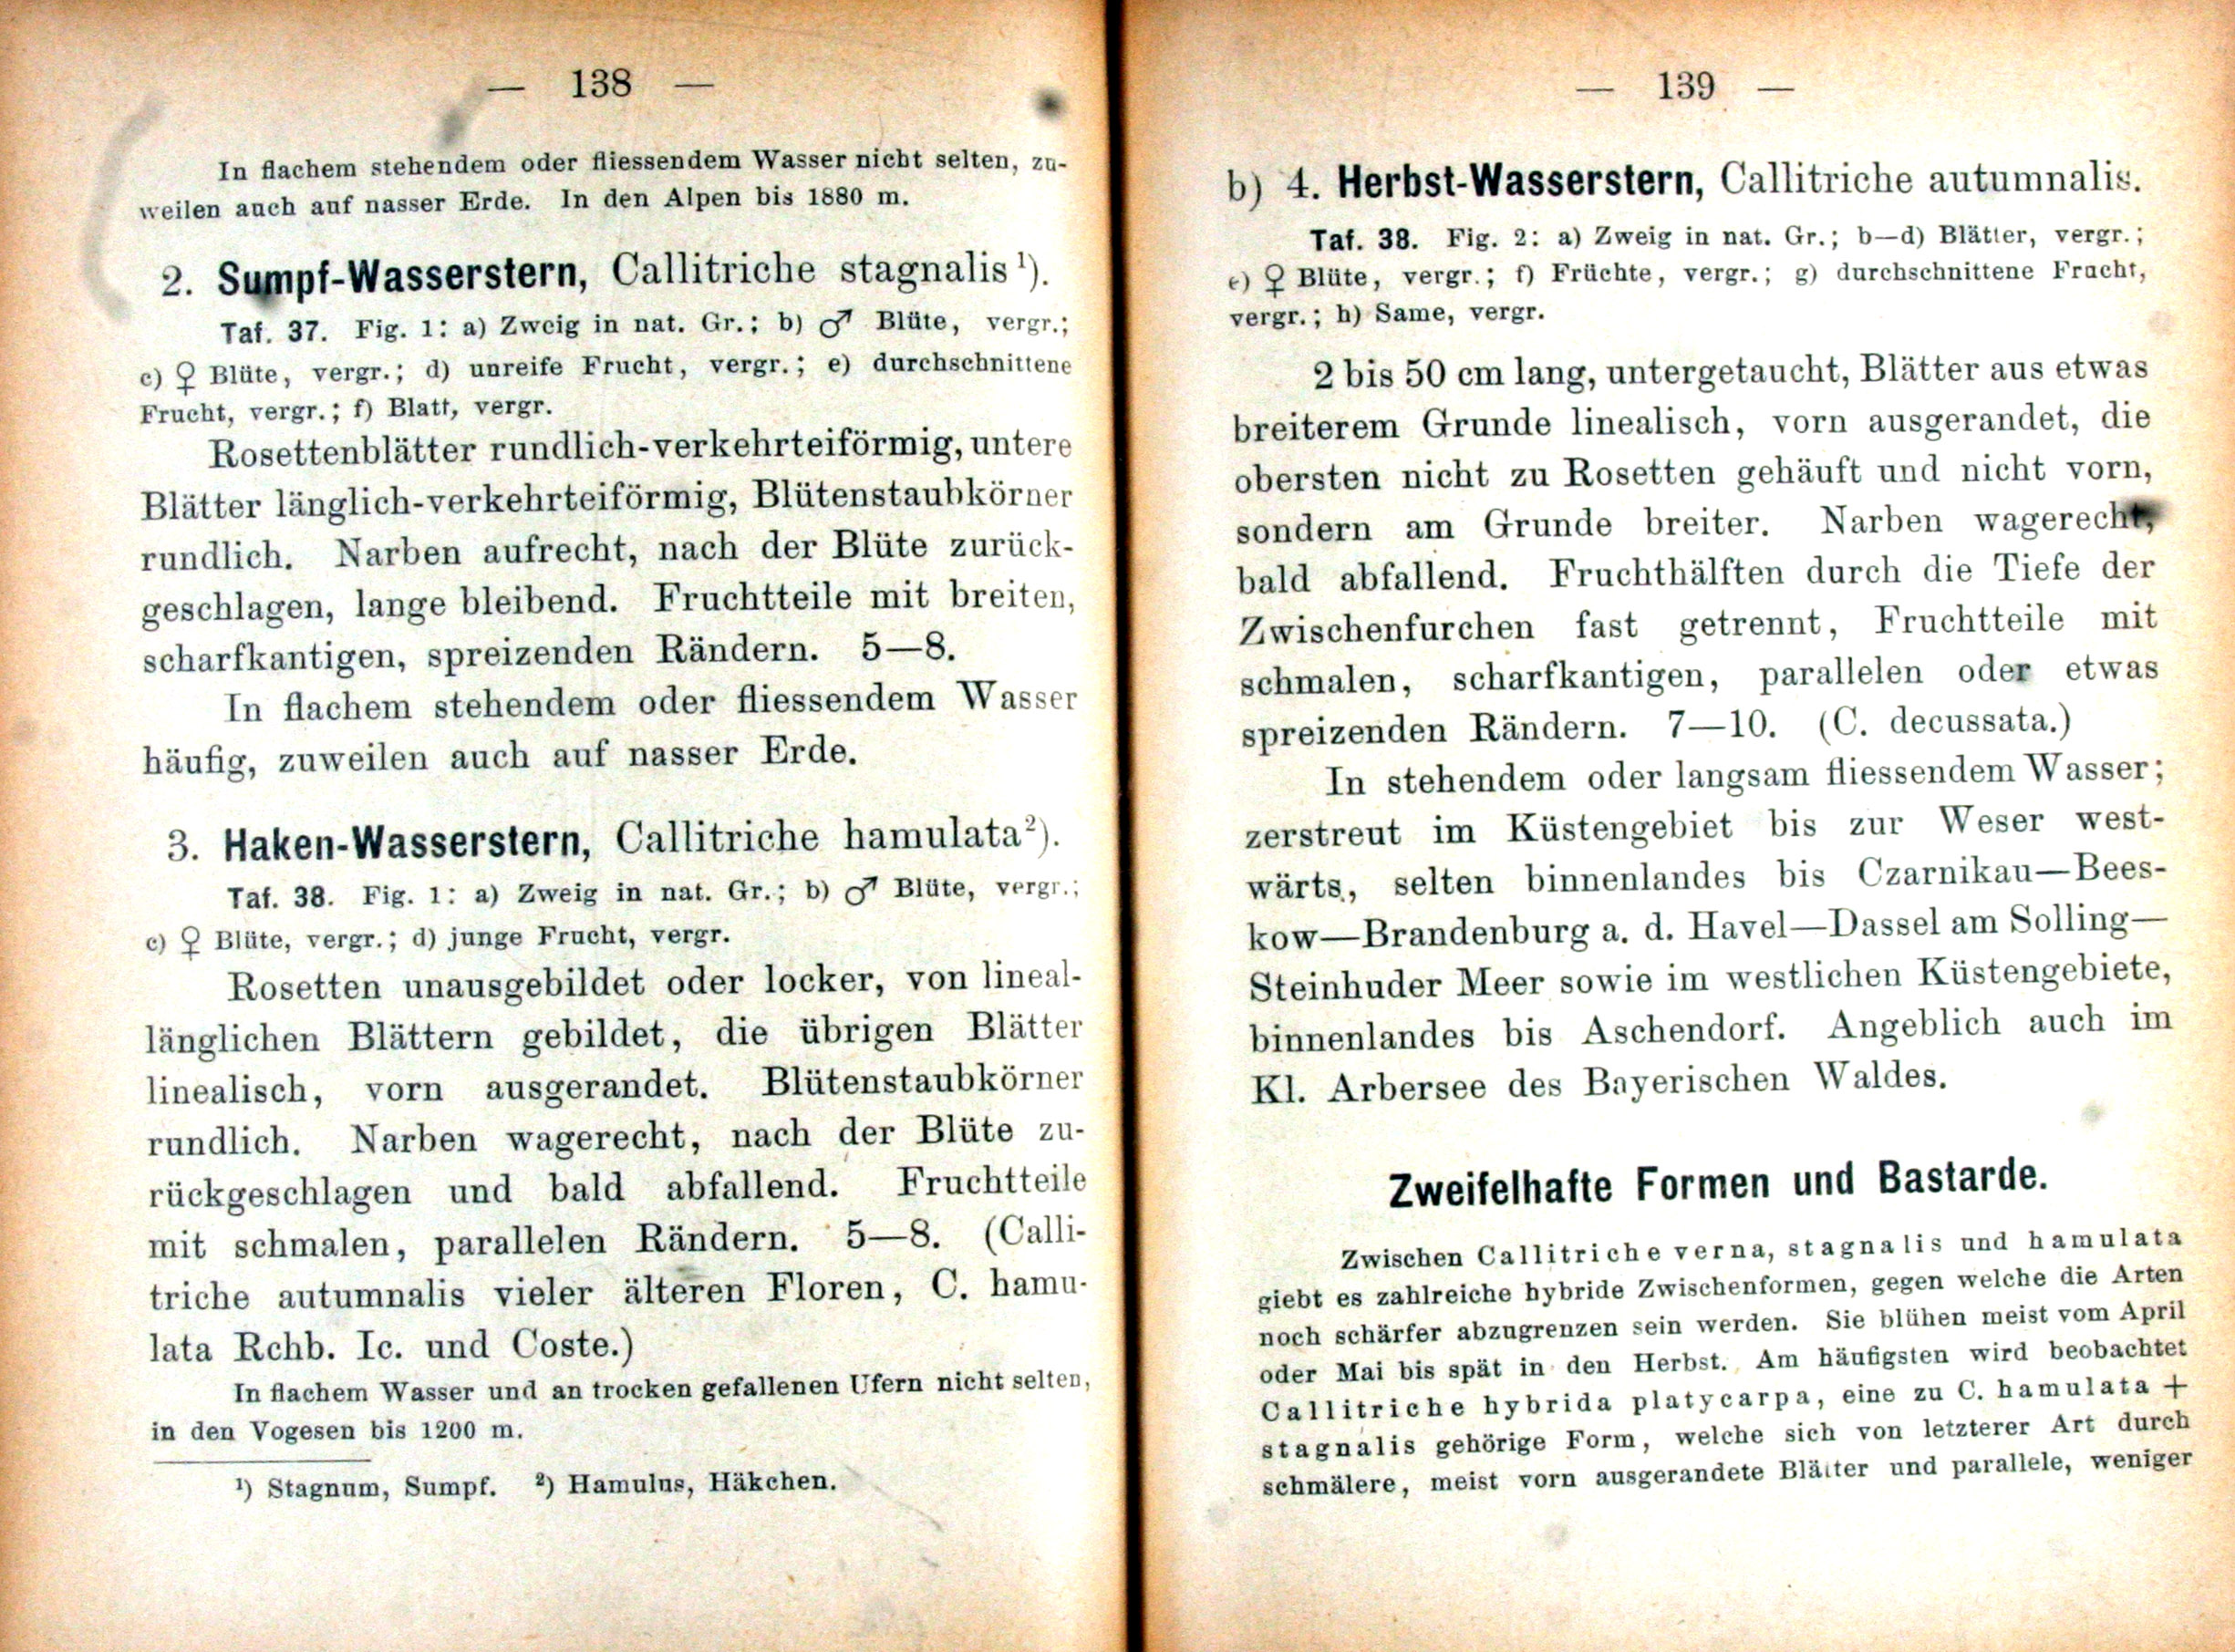 — 138 —
In flachem stehendem oder fliessendem Wasser nicht selten, zu-
weilen auch auf nasser Erde. In den Alpen bis 1880 m.
2. Sumpf-Wasserstern, Callitriche stagnalis ¹).
Taf. 37. Fig. 1: a) Zweig in nat. Gr.; b) ♂ Blüte, vergr.;
c) ♀ Blüte, vergr.; d) unreife Frucht, vergr.; e) durchschnittene
Frucht, vergr.; f) Blatt, vergr.
Rosettenblätter rundlich-verkehrteiförmig, untere
Blätter länglich-verkehrteiförmig, Blütenstaubkörner
rundlich. Narben aufrecht, nach der Blüte zurück-
geschlagen, lange bleibend. Fruchtteile mit breiten,
scharfkantigen, spreizenden Rändern. 5—8.
In flachem stehendem oder fliessendem Wasser
häufig, zuweilen auch auf nasser Erde.
3. Haken-Wasserstern, Callitriche hamulata²).
Taf. 38. Fig. 1: a) Zweig in nat. Gr.; b) ♂ Blüte, vergr.;
c) ♀ Blüte, vergr.; d) junge Frucht, vergr.
Rosetten unausgebildet oder locker, von lineal-
länglichen Blättern gebildet, die übrigen Blätter
linealisch, vorn ausgerandet. Blütenstaubkörner
rundlich. Narben wagerecht, nach der Blüte zu-
rückgeschlagen und bald abfallend. Fruchtteile
mit schmalen, parallelen Rändern. 5—8. (Calli-
triche autumnalis vieler älteren Floren, C. hamu-
lata Rchb. Ic. und Coste.)
In flachem Wasser und an trocken gefallenen Ufern nicht selten,
in den Vogesen bis 1200 m.
¹) Stagnum, Sumpf. ²) Hamulus, Häkchen.
— 139 —
b) 4. Herbst-Wasserstern, Callitriche autumnalis.
Taf. 38. Fig. 2: a) Zweig in nat. Gr.; b—d) Blätter, vergr.;
e) ♀ Blüte, vergr.; f) Früchte, vergr.; g) durchschnittene Frucht,
vergr.; h) Same, vergr.
2 bis 50 cm lang, untergetaucht, Blätter aus etwas
breiterem Grunde linealisch, vorn ausgerandet, die
obersten nicht zu Rosetten gehäuft und nicht vorn,
sondern am Grunde breiter. Narben wagerecht,
bald abfallend. Fruchthälften durch die Tiefe der
Zwischenfurchen fast getrennt, Fruchtteile mit
schmalen, scharfkantigen, parallelen oder etwas
spreizenden Rändern. 7—10. (C. decussata.)
In stehendem oder langsam fliessendem Wasser;
zerstreut im Küstengebiet bis zur Weser west-
wärts, selten binnenlandes bis Czarnikau—Bees-
kow—Brandenburg a. d. Havel—Dassel am Solling—
Steinhuder Meer sowie im westlichen Küstengebiete,
binnenlandes bis Aschendorf. Angeblich auch im
Kl. Arbersee des Bayerischen Waldes.
Zweifelhafte Formen und Bastarde.
Zwischen Callitriche verna, stagnalis und hamulata
giebt es zahlreiche hybride Zwischenformen, gegen welche die Arten
noch schärfer abzugrenzen sein werden. Sie blühen meist vom April
oder Mai bis spät in den Herbst. Am häufigsten wird beobachtet
Callitriche hybrida platycarpa, eine zu C. hamulata +
stagnalis gehörige Form, welche sich von letzterer Art durch
schmälere, meist vorn ausgerandete Blätter und parallele, weniger